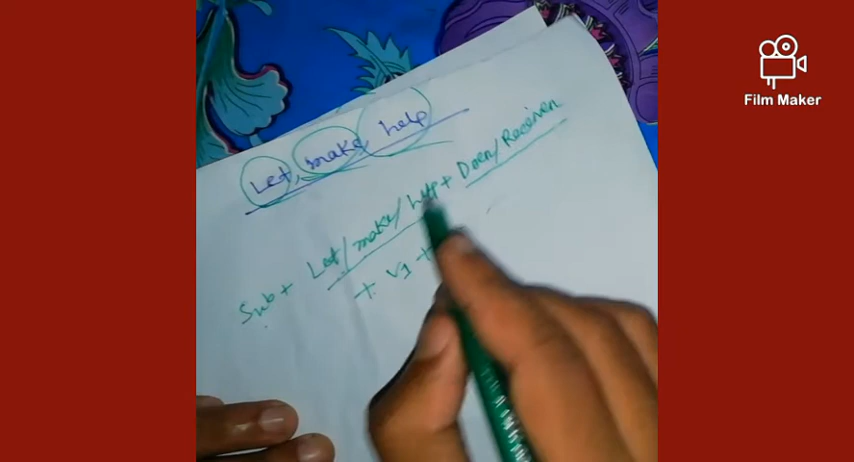 Let, make, help
Sub + Let/ make/ help + Doer/ Receiver
+ V1 +
Film Maker